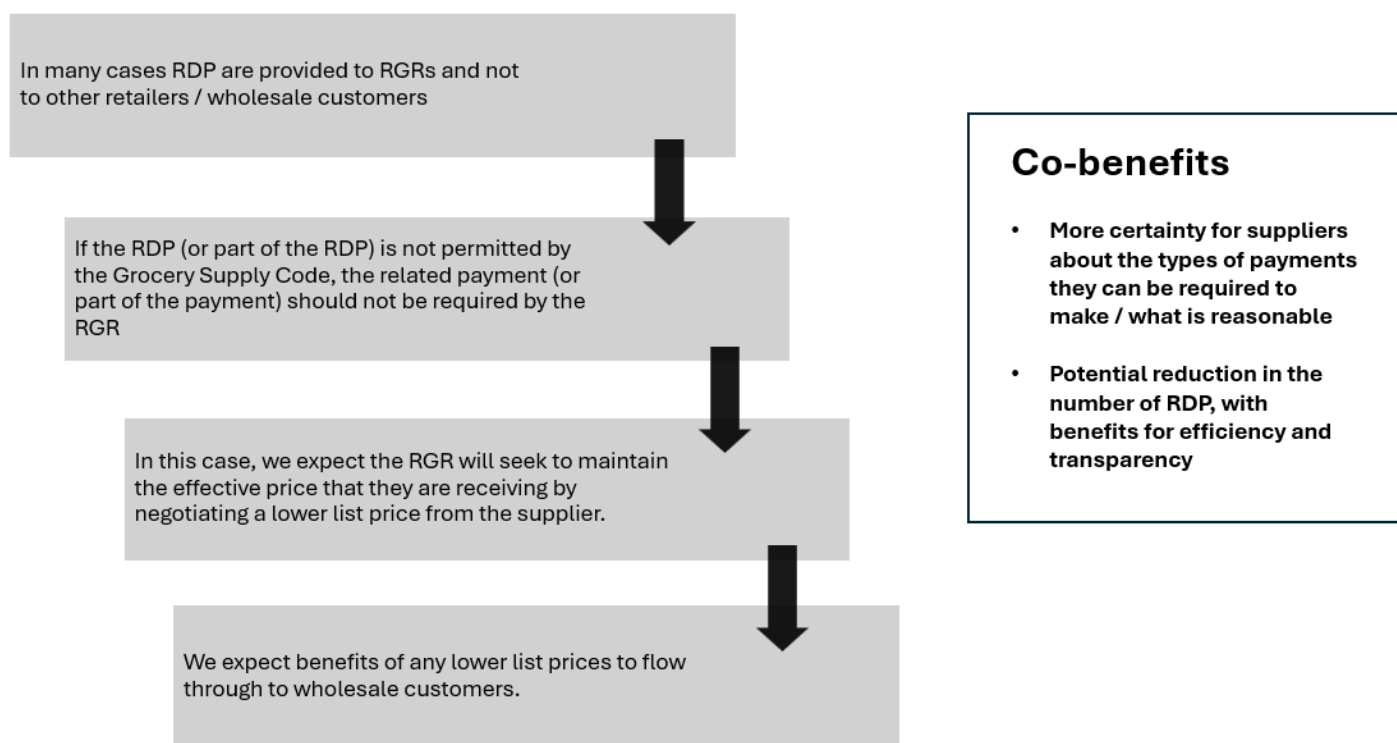 In many cases RDP are provided to RGRs and not
to other retailers / wholesale customers
If the RDP (or part of the RDP) is not permitted by
the Grocery Supply Code, the related payment (or
part of the payment) should not be required by the
RGR
In this case, we expect the RGR will seek to maintain
the effective price that they are receiving by
negotiating a lower list price from the supplier.
We expect benefits of any lower list prices to flow
through to wholesale customers.
Co-benefits
• More certainty for suppliers
about the types of payments
they can be required to
make / what is reasonable
• Potential reduction in the
number of RDP, with
benefits for efficiency and
transparency